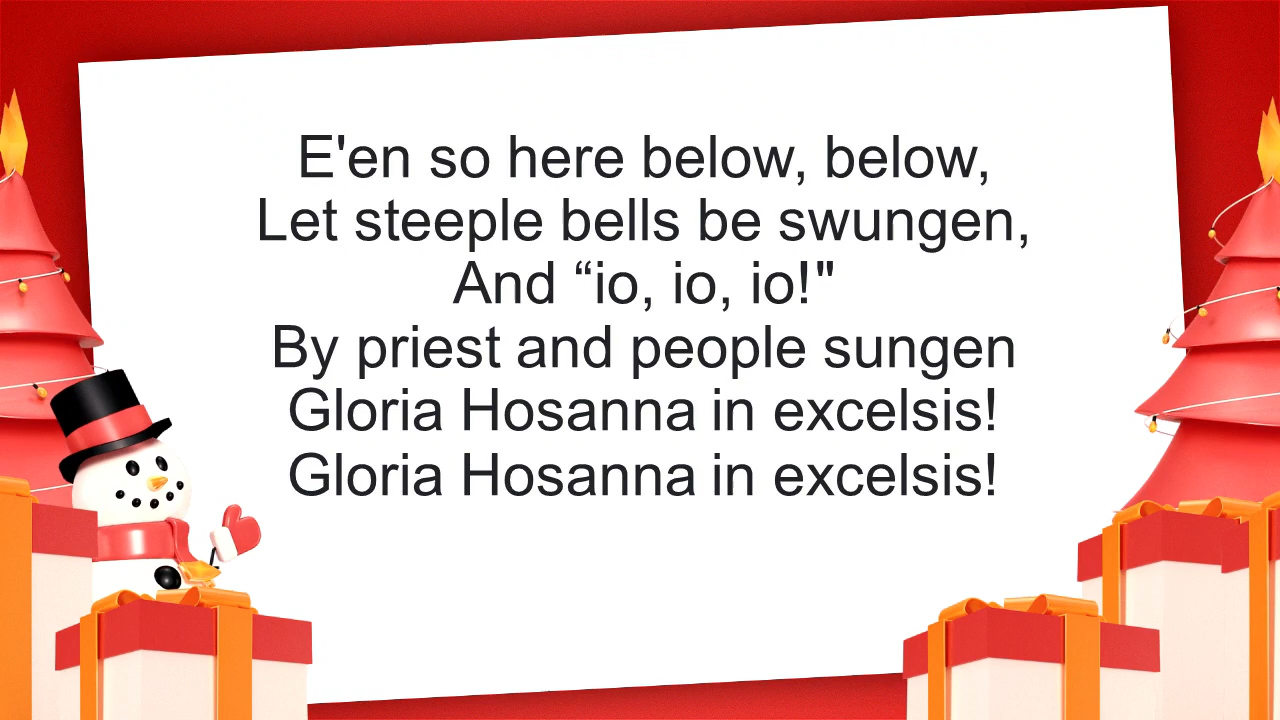 E'en so here below, below,
Let steeple bells be swungen,
And “io, io, io!"
By priest and people sungen
Gloria Hosanna in excelsis!
Gloria Hosanna in excelsis!